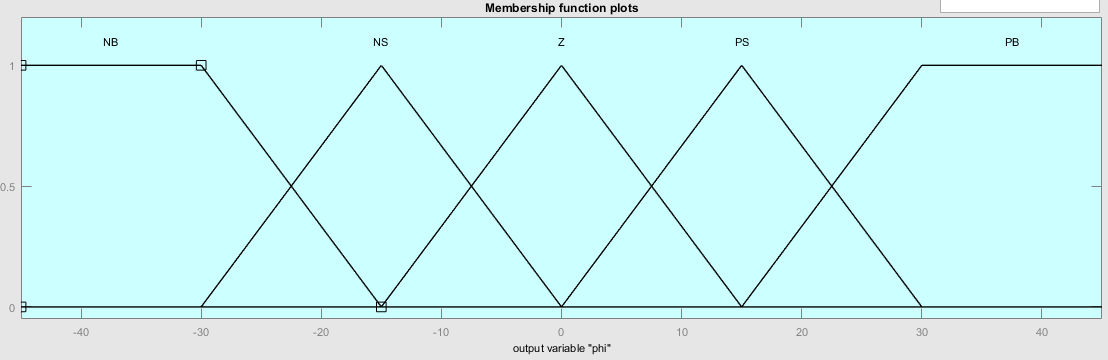 Membership function plots
NB NS Z PS PB
1
0.5
0
-40 -30 -20 -10 0 10 20 30 40
output variable "phi"